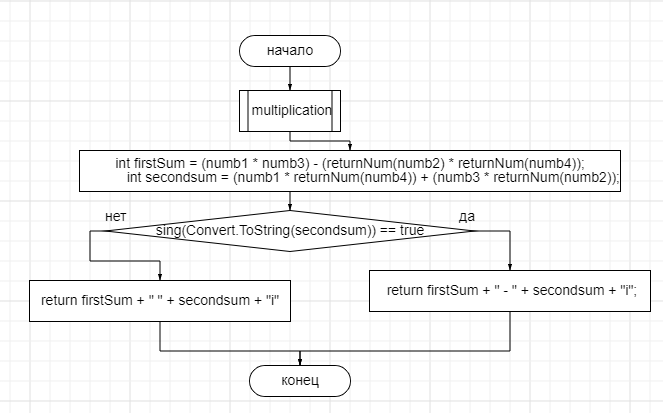 начало
multiplication
int firstSum = (numb1 * numb3) - (returnNum(numb2) * returnNum(numb4));
int secondsum = (numb1 * returnNum(numb4)) + (numb3 * returnNum(numb2));
нет
да
sing(Convert.ToString(secondsum)) == true
return firstSum + " " + secondsum + "i"
return firstSum + " - " + secondsum + "i";
конец